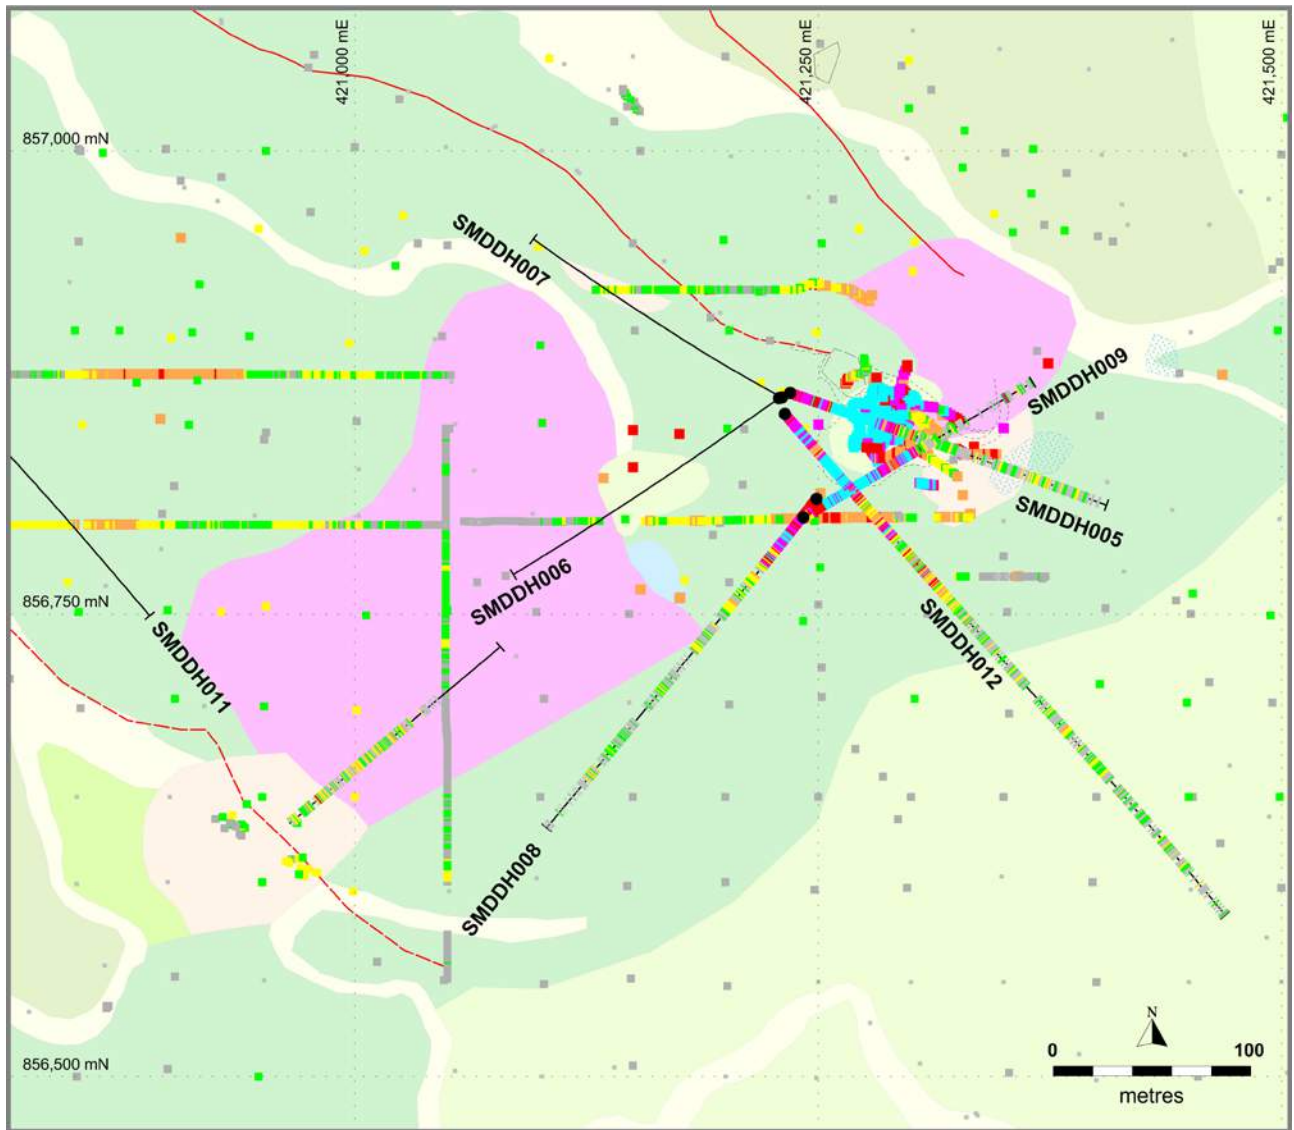 421,000 mE
421,250 mE
421,500 mE
857,000 mN
SMDDH007
SMDDH009
SMDDH005
SMDDH006
856,750 mN
SMDDH012
SMDDH011
SMDDH008
N
0 100
metres
856,500 mN